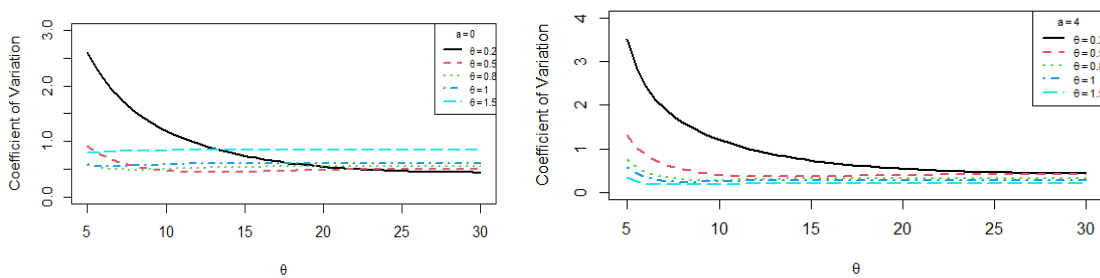 Coefficient of Variation
3.0
1.0
0.0
5 10 15 20 25 30
θ
a = 0
θ = 0.2
θ = 0.5
θ = 0.8
θ = 1
θ = 1.5
Coefficient of Variation
4
3
2
1
0
5 10 15 20 25 30
θ
a = 4
θ = 0.2
θ = 0.5
θ = 0.8
θ = 1
θ = 1.5